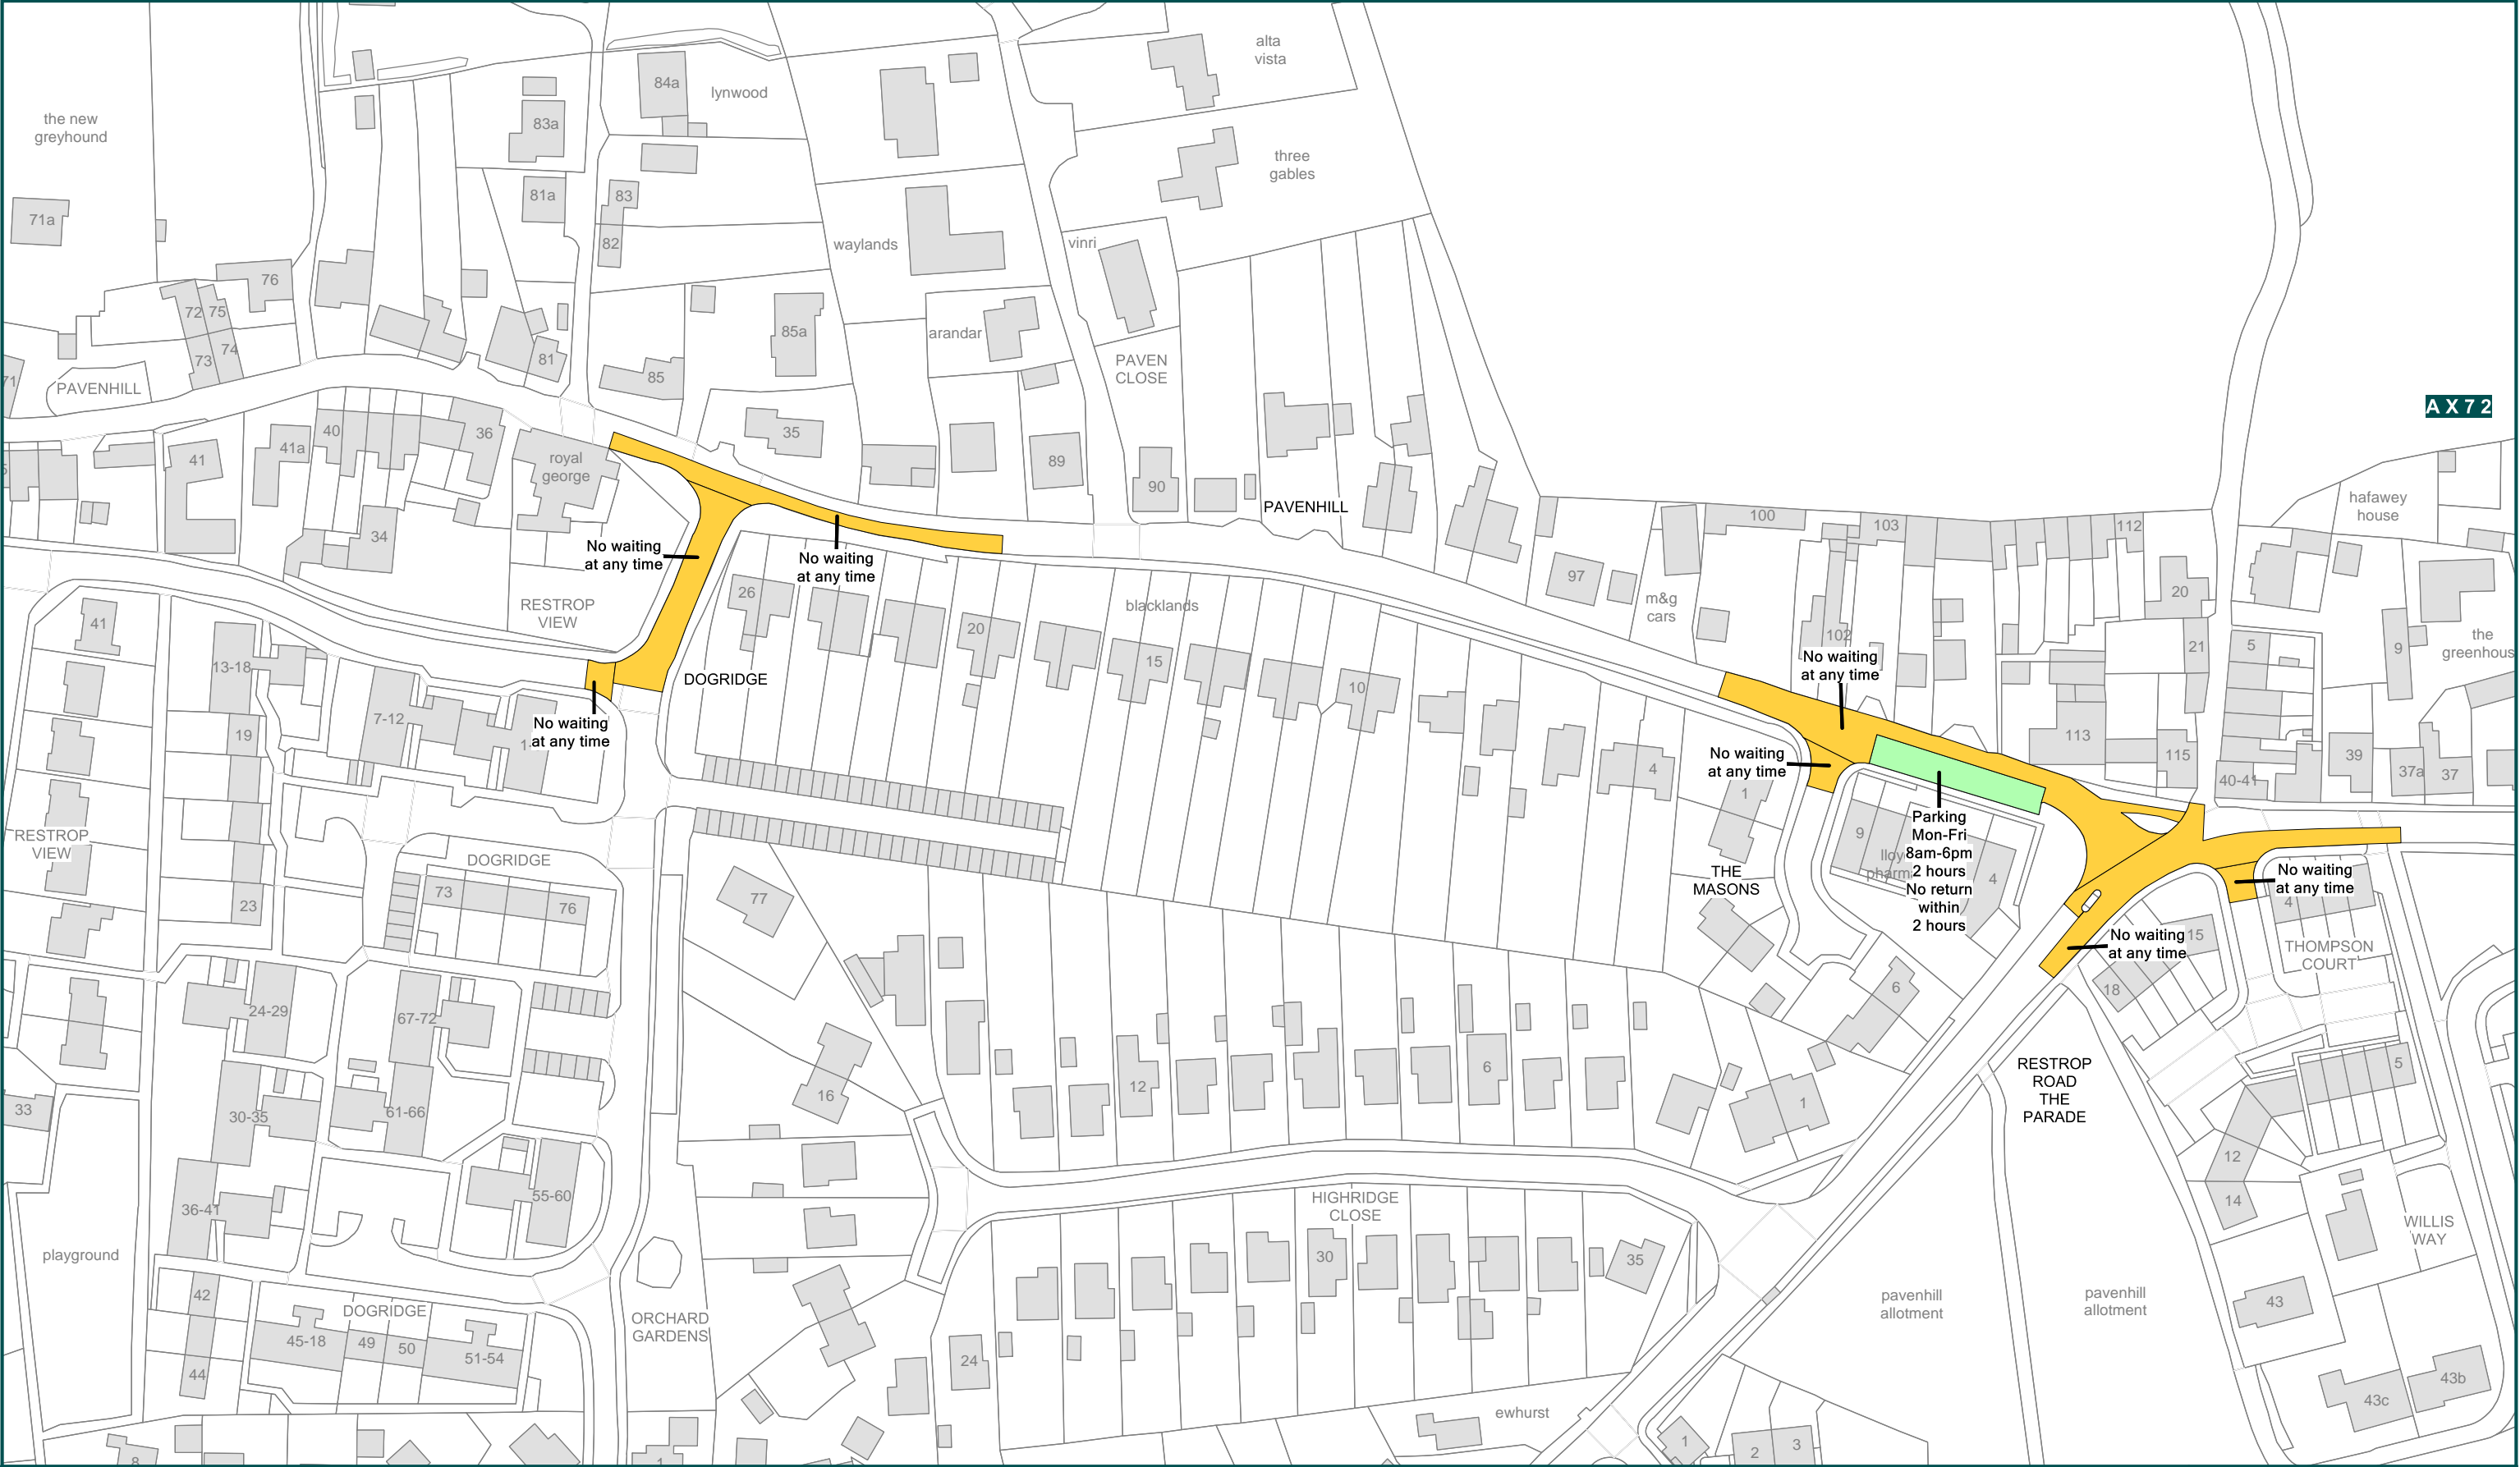 alta
vista
the new
greyhound
84a
lynwood
83a
three
gables
81a
83
71a
82
waylands
vinri
76
72
75
85a
arandar
74
73
81
PAVEN
CLOSE
85
71
PAVENHILL
A X 7 2
40
36
35
41a
41
royal
george
89
90
PAVENHILL
hafawey
house
34
100
103
112
No waiting
at any time
No waiting
at any time
97
26
RESTROP
VIEW
blacklands
m&g
cars
20
41
20
102
21
5
9
the
greenhous
13-18
15
No waiting
at any time
DOGRIDGE
10
7-12
No waiting
at any time
19
113
115
39
No waiting
at any time
4
40-41
37a
37
1
RESTROP
VIEW
9
Parking
Mon-Fri
8am-6pm
2 hours
No return
within
2 hours
lloy
pharm
4
DOGRIDGE
THE
MASONS
No waiting
at any time
4
73
76
77
23
No waiting
at any time
15
THOMPSON
COURT
18
6
24-29
67-72
RESTROP
ROAD
THE
PARADE
5
12
6
16
33
30-35
61-66
1
12
14
55-60
36-41
HIGHRIDGE
CLOSE
WILLIS
WAY
playground
30
35
pavenhill
allotment
pavenhill
allotment
42
43
DOGRIDGE
ORCHARD
GARDENS
45-18
49
50
51-54
24
44
43b
43c
ewhurst
8
1
1
2
3